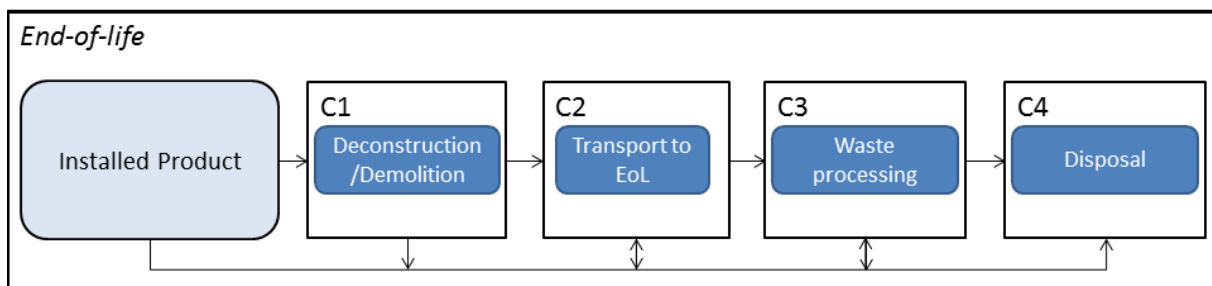 End-of-life
Installed Product
C1
Deconstruction
/Demolition
C2
Transport to
EoL
C3
Waste
processing
C4
Disposal